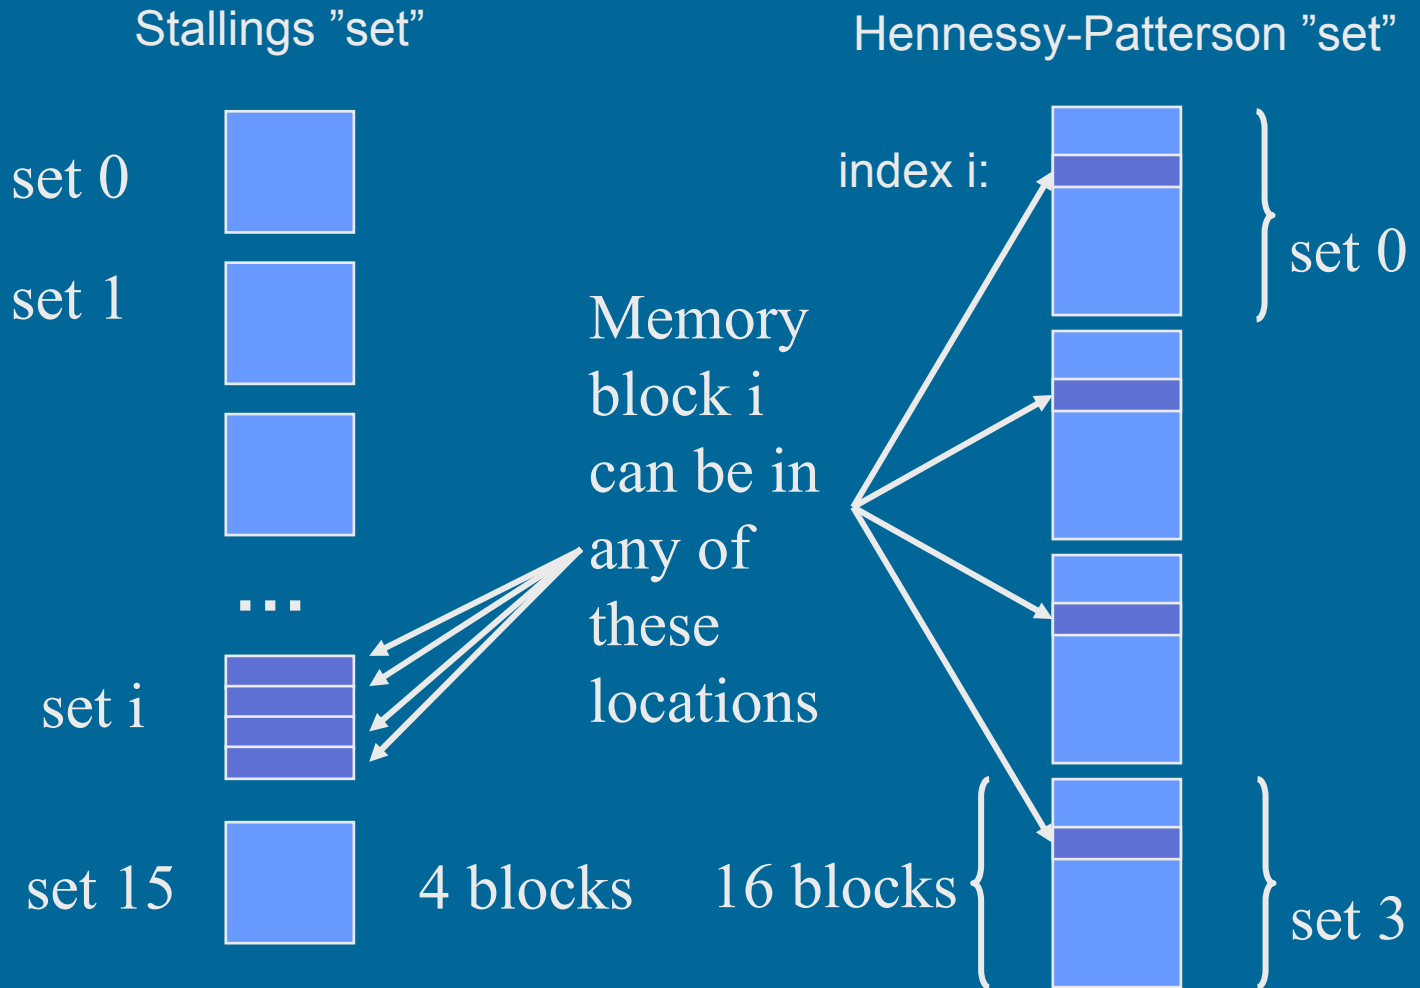 Stallings ”set”
Hennessy-Patterson ”set”
set 0
set 1
...
set i
set 15
4 blocks
Memory
block i
can be in
any of
these
locations
index i:
set 0
16 blocks
set 3